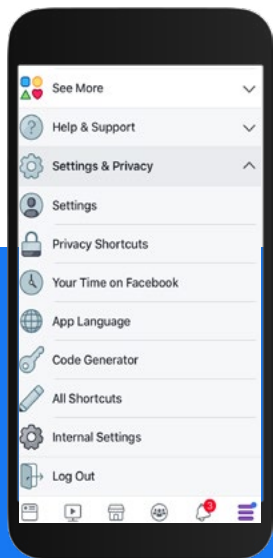 See More
Help & Support
Settings & Privacy
Settings
Privacy Shortcuts
Your Time on Facebook
App Language
Code Generator
All Shortcuts
Internal Settings
Log Out
3